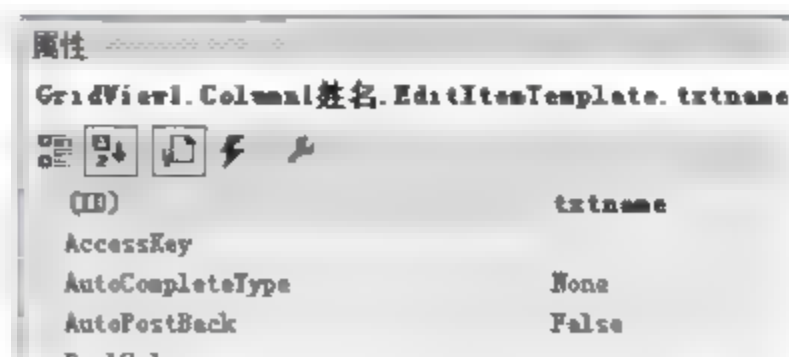 属性
GridView1.Column1姓名.EditItemTemplate.txtname
(ID) txtname
AccessKey
AutoCompleteType None
AutoPostBack False